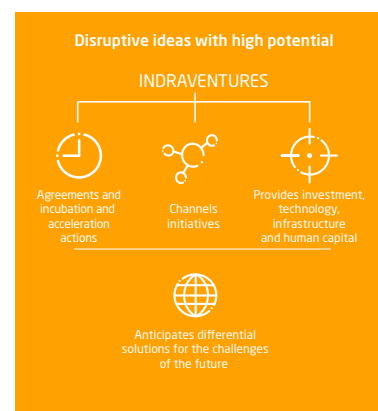 Disruptive ideas with high potential
INDRAVENTURES
Agreements and
incubation and
acceleration
actions
Channels
initiatives
Provides investment,
technology,
infrastructure
and human capital
Anticipates differential
solutions for the challenges
of the future